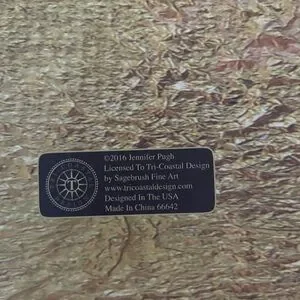 ©2016 Jennifer Pugh
Licensed To Tri-Coastal Design
by Sagebrush Fine Art
www.tricoastaldesign.com
Designed In The USA
Made In China 66642
T